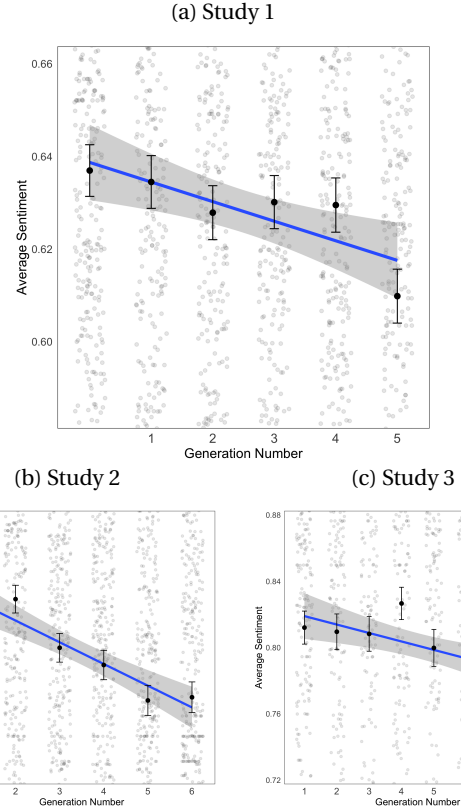 (a) Study 1
Average Sentiment
0.66
0.64
0.62
0.60
1 2 3 4 5
Generation Number
(b) Study 2
2 3 4 5 6
Generation Number
(c) Study 3
Average Sentiment
0.88
0.84
0.80
0.76
0.72
1 2 3 4 5
Generation Number